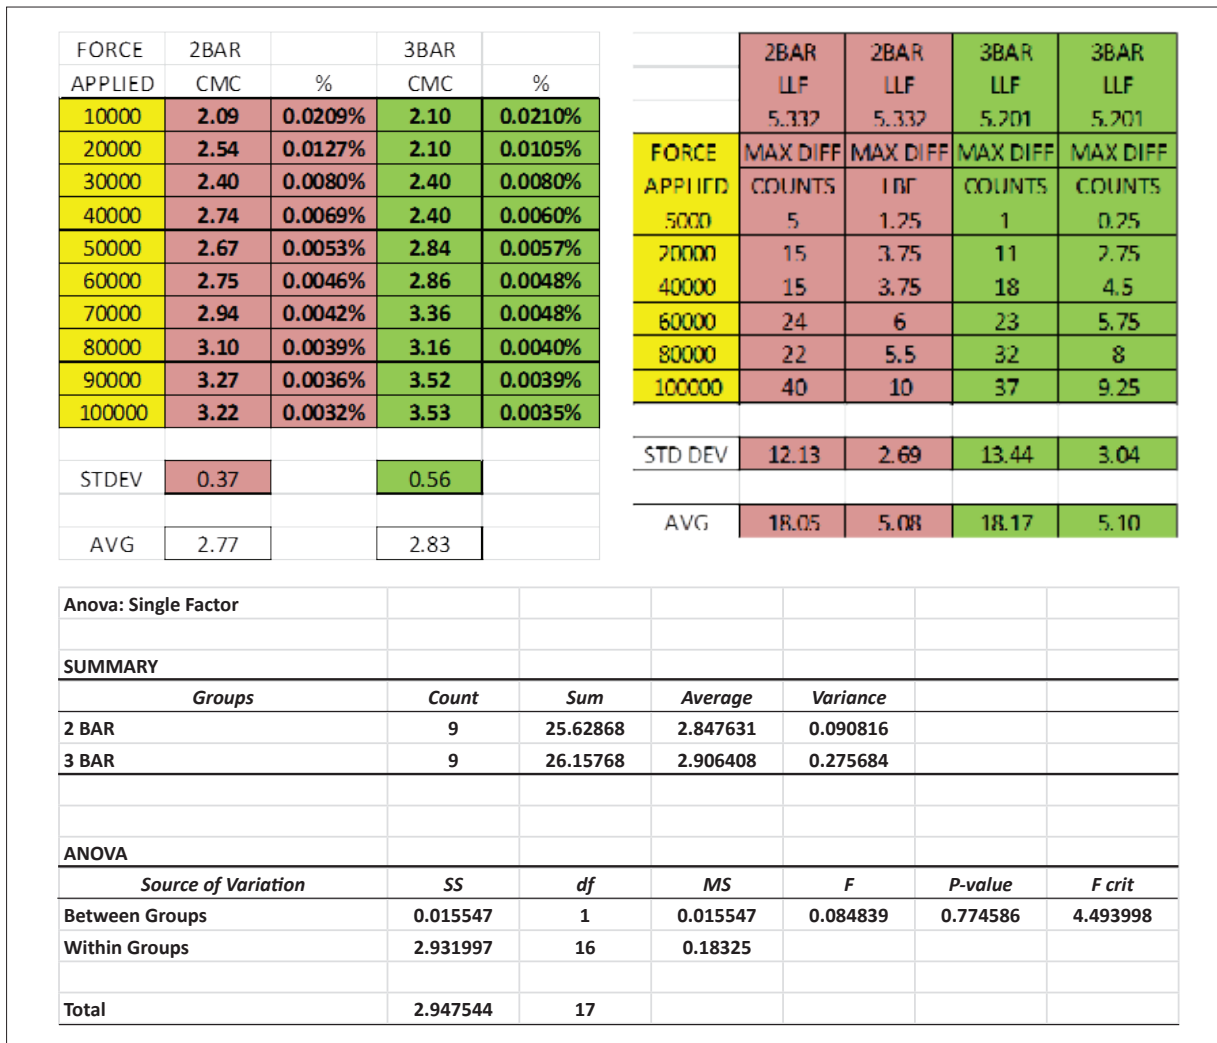 FORCE 2BAR 3BAR
APPLIED CMC % CMC %
10000 2.09 0.0209% 2.10 0.0210%
20000 2.54 0.0127% 2.10 0.0105%
30000 2.40 0.0080% 2.40 0.0080%
40000 2.74 0.0069% 2.40 0.0060%
50000 2.67 0.0053% 2.84 0.0057%
60000 2.75 0.0046% 2.86 0.0048%
70000 2.94 0.0042% 3.36 0.0048%
80000 3.10 0.0039% 3.16 0.0040%
90000 3.27 0.0036% 3.52 0.0039%
100000 3.22 0.0032% 3.53 0.0035%
STDEV 0.37 0.56
AVG 2.77 2.83
2BAR 2BAR 3BAR 3BAR
LLF LLF LLF LLF
5.332 5.332 5.201 5.201
FORCE MAX DIFF MAX DIFF MAX DIFF MAX DIFF
APPLIED COUNTS LBF COUNTS COUNTS
5000 5 1.25 1 0.25
20000 15 3.75 11 2.75
40000 15 3.75 18 4.5
60000 24 6 23 5.75
80000 22 5.5 32 8
100000 40 10 37 9.25
STD DEV 12.13 2.69 13.44 3.04
AVG 18.05 5.08 18.17 5.10
Anova: Single Factor
SUMMARY
Groups Count Sum Average Variance
2 BAR 9 25.62868 2.847631 0.090816
3 BAR 9 26.15768 2.906408 0.275684
ANOVA
Source of Variation SS df MS F P-value F crit
Between Groups 0.015547 1 0.015547 0.084839 0.774586 4.493998
Within Groups 2.931997 16 0.18325
Total 2.947544 17